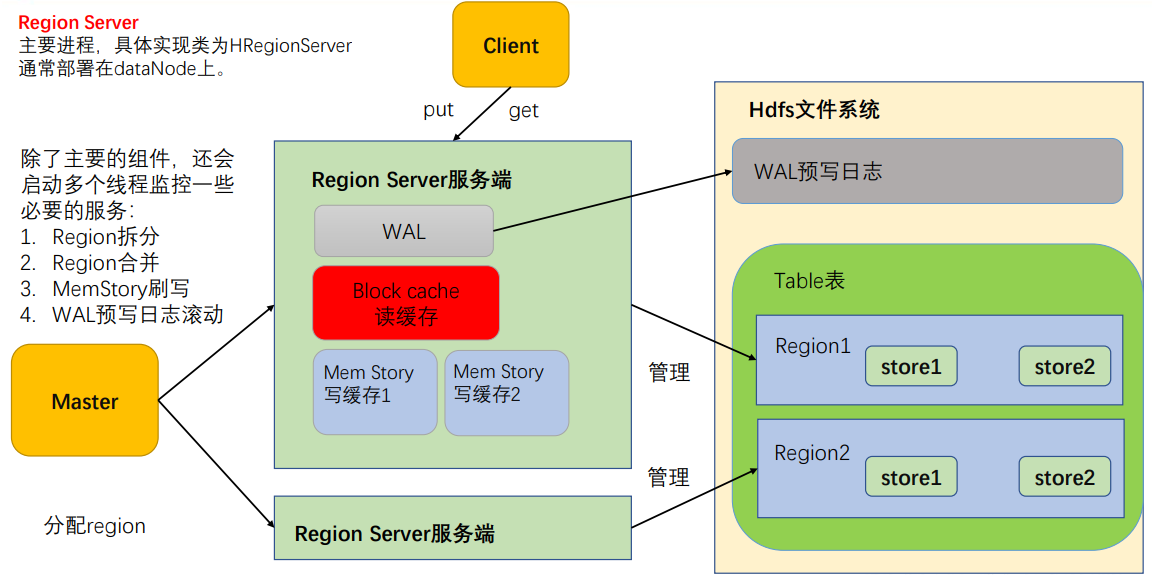 Region Server
主要进程，具体实现类为HRegionServer
通常部署在dataNode上。
Client
put
get
除了主要的组件，还会
启动多个线程监控一些
必要的服务：
1. Region拆分
2. Region合并
3. MemStory刷写
4. WAL预写日志滚动
Master
分配region
Region Server服务端
WAL
Block cache
读缓存
Mem Story
写缓存1
Mem Story
写缓存2
Region Server服务端
管理
管理
Hdfs文件系统
WAL预写日志
Table表
Region1
store1
store2
Region2
store1
store2